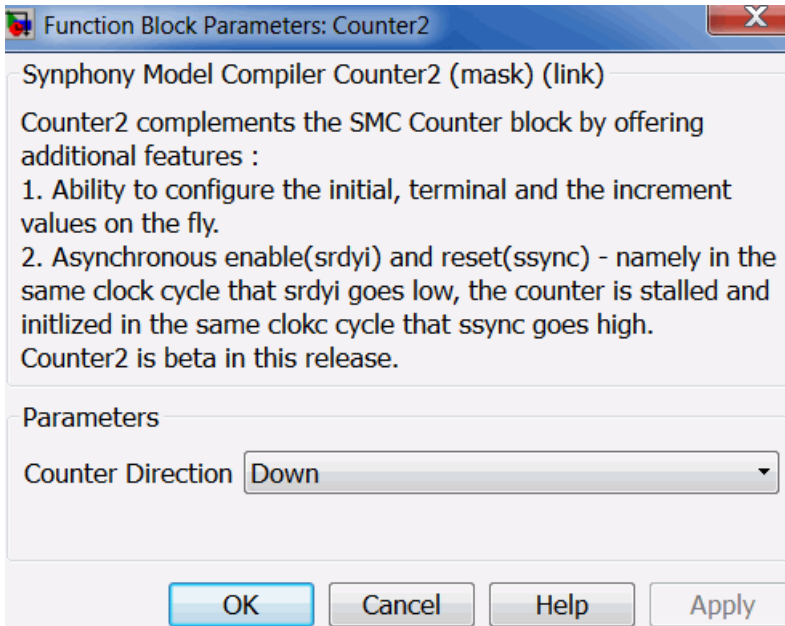 Function Block Parameters: Counter2
Synphony Model Compiler Counter2 (mask) (link)
Counter2 complements the SMC Counter block by offering
additional features :
1. Ability to configure the initial, terminal and the increment
values on the fly.
2. Asynchronous enable(srdyi) and reset(ssync) - namely in the
same clock cycle that srdyi goes low, the counter is stalled and
initlized in the same clokc cycle that ssync goes high.
Counter2 is beta in this release.
Parameters
Counter Direction Down
OK Cancel Help Apply